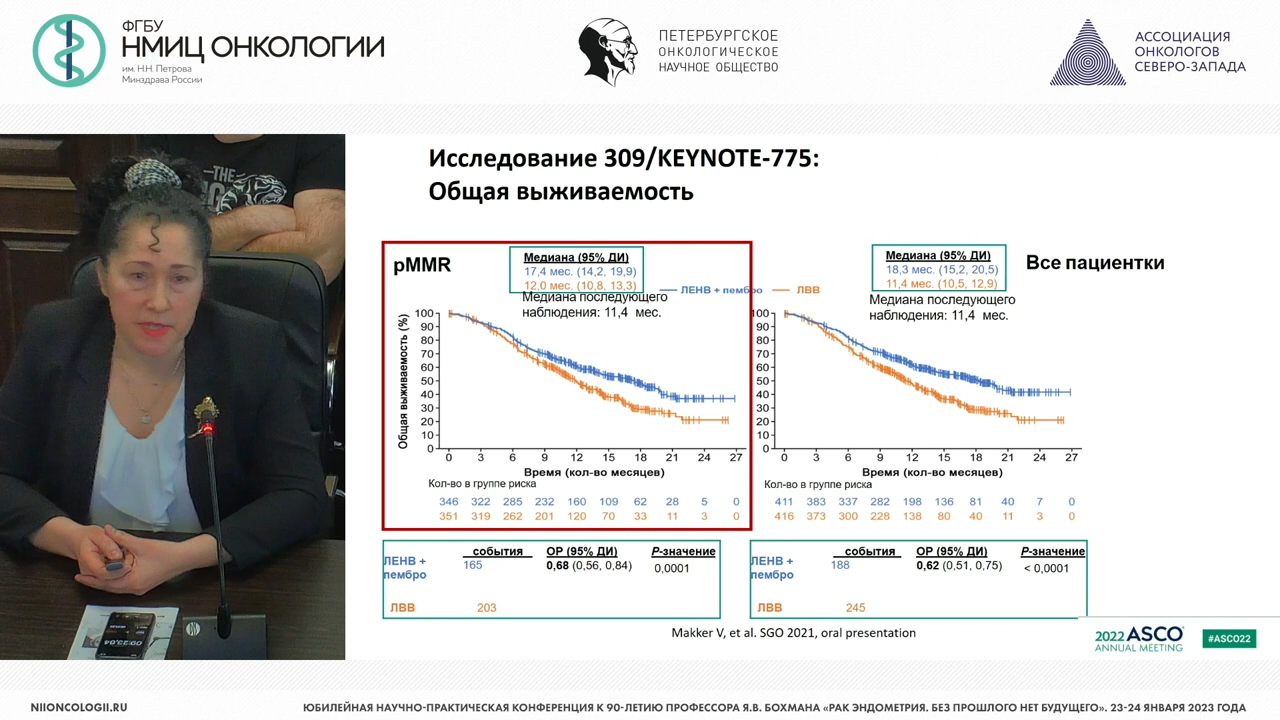 ФГБУ
НМИЦ ОНКОЛОГИИ
им. Н.Н. Петрова
Минздрава России
ПЕТЕРБУРГСКОЕ
ОНКОЛОГИЧЕСКОЕ
НАУЧНОЕ ОБЩЕСТВО
АССОЦИАЦИЯ
ОНКОЛОГОВ
СЕВЕРО-ЗАПАДА
THE
Исследование 309/KEYNOTE-775:
Общая выживаемость
pMMR
Медиана (95% ДИ)
17,4 мес. (14,2, 19,9)
12,0 мес. (10,8, 13,3)
Медиана последующего
наблюдения: 11,4 мес.
ЛЕНВ + пембро
ЛВВ
Медиана (95% ДИ)
18,3 мес. (15,2, 20,5)
11,4 мес. (10,5, 12,9)
Медиана последующего
наблюдения: 11,4 мес.
Все пациентки
Общая выживаемость (%)
100
90
80
70
60
50
40
30
20
10
0
0 3 6 9 12 15 18 21 24 27
Время (кол-во месяцев)
Кол-во в группе риска
346 322 285 232 160 109 62 28 5 0
351 319 262 201 120 70 33 11 3 0
100
90
80
70
60
50
40
30
20
10
0
0 3 6 9 12 15 18 21 24 27
Время (кол-во месяцев)
Кол-во в группе риска
411 383 337 282 198 136 81 40 7 0
416 373 300 228 138 80 40 11 3 0
события ОР (95% ДИ) Р-значение
ЛЕНВ +
пембро
165 0,68 (0,56, 0,84) 0,0001
ЛВВ 203
события ОР (95% ДИ) Р-значение
ЛЕНВ +
пембро
188 0,62 (0,51, 0,75) < 0,0001
ЛВВ 245
Makker V, et al. SGO 2021, oral presentation
2022 ASCO
ANNUAL MEETING
#ASCO22
NIIONCOLOGII.RU
ЮБИЛЕЙНАЯ НАУЧНО-ПРАКТИЧЕСКАЯ КОНФЕРЕНЦИЯ К 90-ЛЕТИЮ ПРОФЕССОРА Я.В. БОХМАНА «РАК ЭНДОМЕТРИЯ. БЕЗ ПРОШЛОГО НЕТ БУДУЩЕГО». 23-24 ЯНВАРЯ 2023 ГОДА